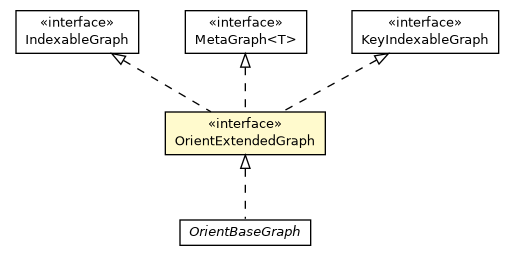 «interface»
IndexableGraph
«interface»
MetaGraph<T>
«interface»
KeyIndexableGraph
«interface»
OrientExtendedGraph
OrientBaseGraph